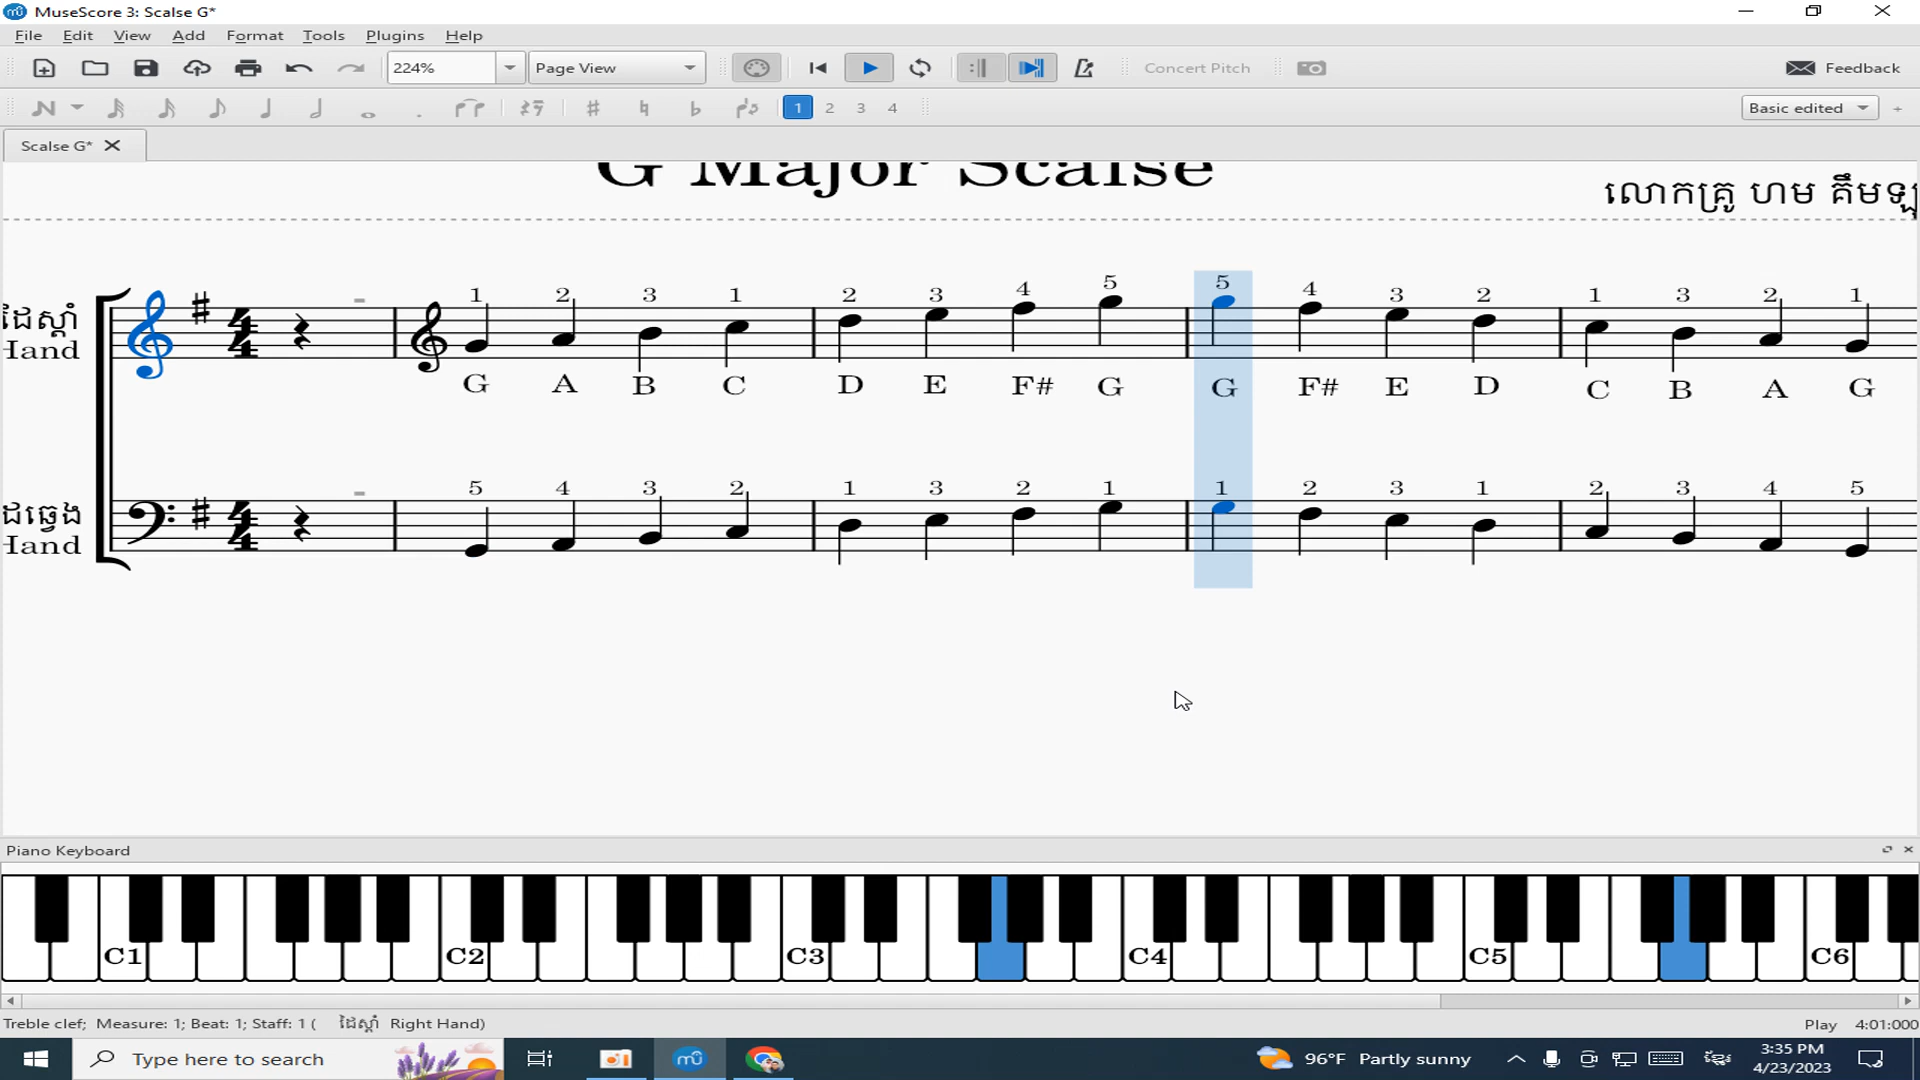 MuseScore 3: Scalse G*
File Edit View Add Format Tools Plugins Help
224% Page View Concert Pitch Feedback
1 2 3 4 Basic edited
Scalse G*
G Major Scalse
លោកគ្រូ ហម គឹមឡុ
1 2 3 1 2 3 4 5 5 4 3 2 1 3 2 1
ដៃស្ដាំ
Hand
4 4
G A B C D E F# G G F# E D C B A G
5 4 3 2 1 3 2 1 1 2 3 1 2 3 4 5
ដៃឆ្វេង
Hand
4 4
Piano Keyboard
C1 C2 C3 C4 C5 C6
Treble clef; Measure: 1; Beat: 1; Staff: 1 ( ដៃស្ដាំ Right Hand) Play 4:01:000
Type here to search 96°F Partly sunny 3:35 PM
4/23/2023